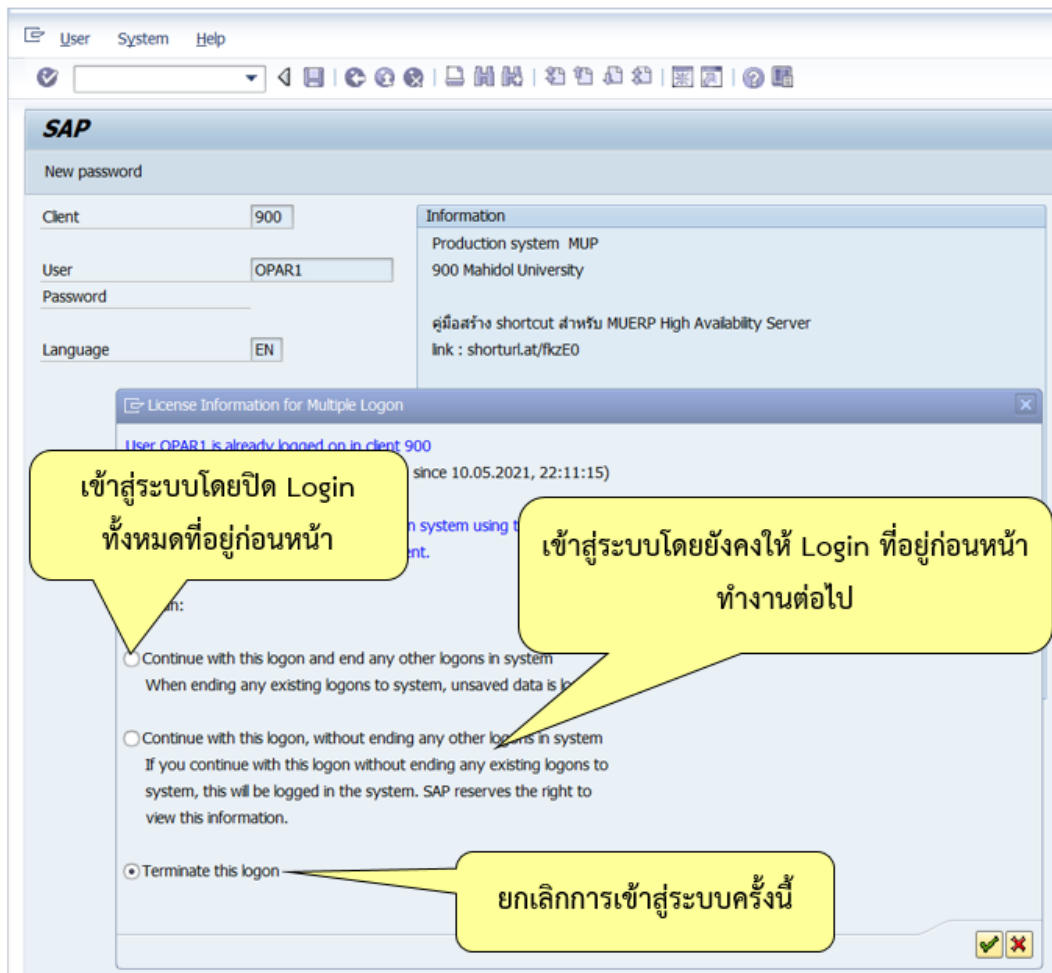 User System Help
SAP
New password
Client 900
User OPAR1
Password
Language EN
Information
Production system MUP
900 Mahidol University
คู่มือสร้าง shortcut สำหรับ MUERP High Availability Server
link : shorturl.at/fkzE0
License Information for Multiple Logon
User OPAR1 is already logged on in client 900
since 10.05.2021, 22:11:15)
เข้าสู่ระบบโดยปิด Login
ทั้งหมดที่อยู่ก่อนหน้า
system using
เข้าสู่ระบบโดยยังคงให้ Login ที่อยู่ก่อนหน้า
ทำงานต่อไป
Continue with this logon and end any other logons in system
When ending any existing logons to system, unsaved data is
Continue with this logon, without ending any other logons in system
If you continue with this logon without ending any existing logons to
system, this will be logged in the system. SAP reserves the right to
view this information.
Terminate this logon
ยกเลิกการเข้าสู่ระบบครั้งนี้